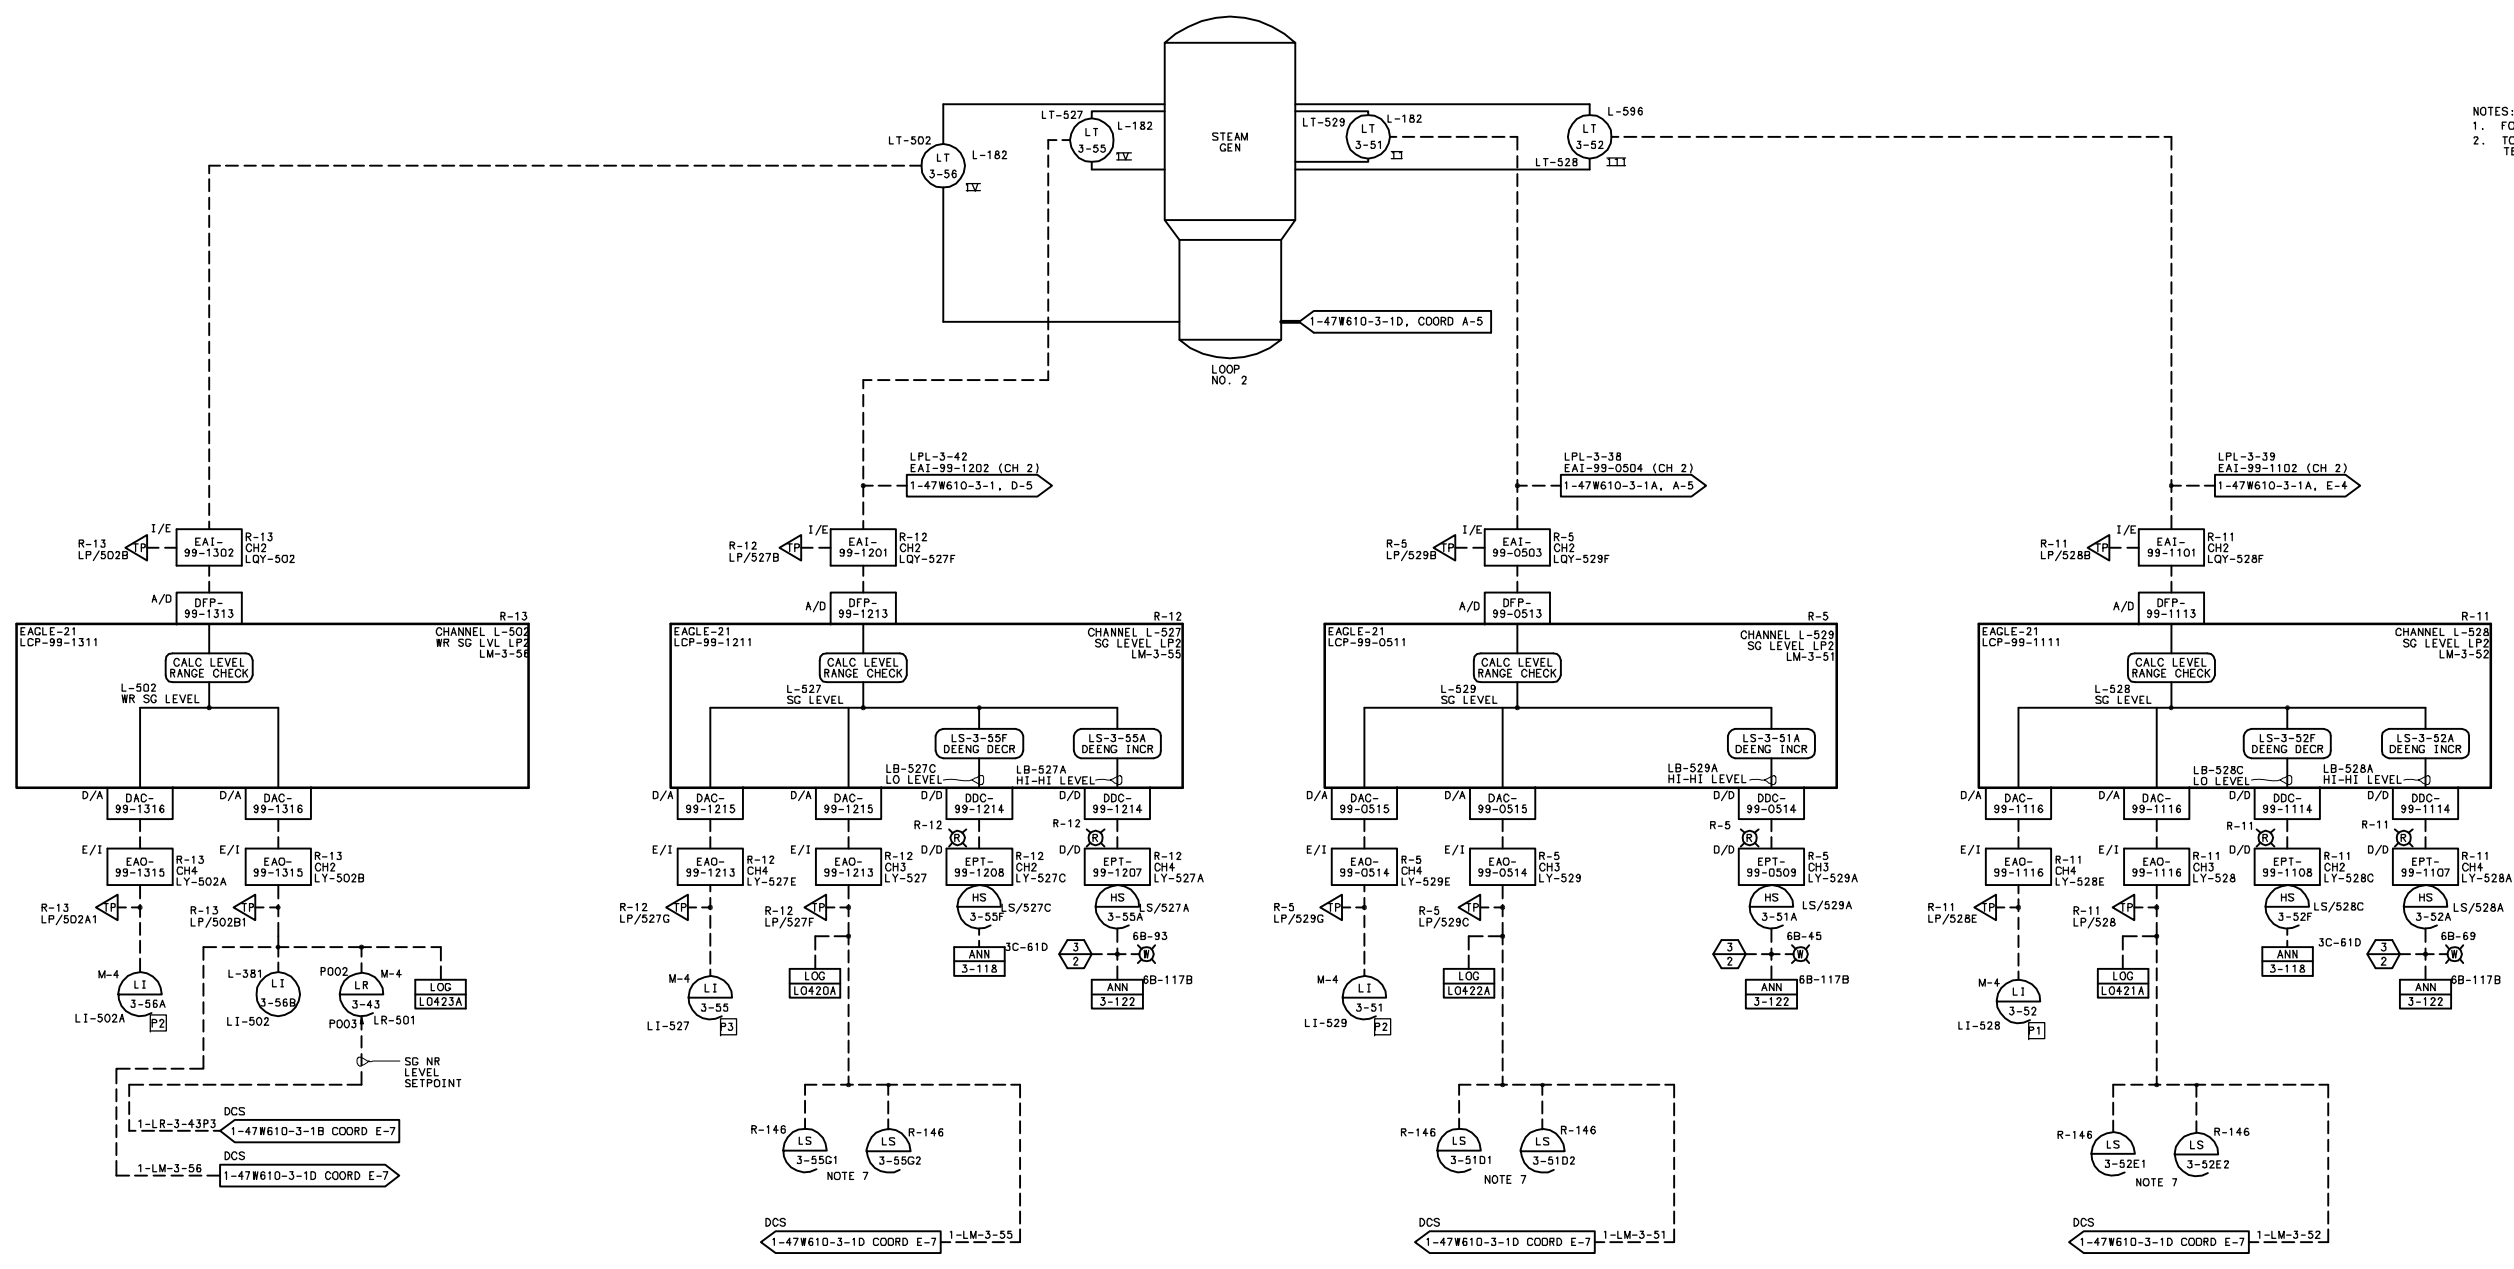 NOTES:
1. FO
2. TO
TE
LT-502
LT
3-56
L-182
IV
LT-527
LT
3-55
L-182
IV
STEAM
GEN
LT-529
LT
3-51
L-182
II
L-596
LT
3-52
LT-528
III
1-47W610-3-1D, COORD A-5
LOOP
NO. 2
LPL-3-42
EAI-99-1202 (CH 2)
1-47W610-3-1, D-5
LPL-3-38
EAI-99-0504 (CH 2)
1-47W610-3-1A, A-5
LPL-3-39
EAI-99-1102 (CH 2)
1-47W610-3-1A, E-4
R-13
LP/502B
TP
I/E
EAI-
99-1302
R-13
CH2
LQY-502
A/D
DFP-
99-1313
R-13
EAGLE-21
LCP-99-1311
CHANNEL L-502
WR SG LVL LP2
LM-3-56
CALC LEVEL
RANGE CHECK
L-502
WR SG LEVEL
D/A
DAC-
99-1316
D/A
DAC-
99-1316
E/I
EAO-
99-1315
R-13
CH4
LY-502A
E/I
EAO-
99-1315
R-13
CH2
LY-502B
R-13
LP/502A1
TP
R-13
LP/502B1
TP
M-4
LI
3-56A
LI-502A
P2
L-381
LI
3-56B
LI-502
P002
M-4
LR
3-43
P003
LR-501
LOG
L0423A
SG NR
LEVEL
SETPOINT
DCS
1-LR-3-43P3
1-47W610-3-1B COORD E-7
DCS
1-LM-3-56
1-47W610-3-1D COORD E-7
R-12
LP/527B
TP
I/E
EAI-
99-1201
R-12
CH2
LQY-527F
A/D
DFP-
99-1213
R-12
EAGLE-21
LCP-99-1211
CHANNEL L-527
SG LEVEL LP2
LM-3-55
CALC LEVEL
RANGE CHECK
L-527
SG LEVEL
LS-3-55F
DEENG DECR
LS-3-55A
DEENG INCR
LB-527C
LO LEVEL
LB-527A
HI-HI LEVEL
D/A
DAC-
99-1215
D/A
DAC-
99-1215
D/D
DDC-
99-1214
D/D
DDC-
99-1214
R-12
R
R-12
R
E/I
EAO-
99-1213
R-12
CH4
LY-527E
E/I
EAO-
99-1213
R-12
CH3
LY-527
D/D
EPT-
99-1208
R-12
CH2
LY-527C
D/D
EPT-
99-1207
R-12
CH4
LY-527A
R-12
LP/527G
TP
R-12
LP/527F
TP
HS
3-55F
LS/527C
HS
3-55A
LS/527A
ANN
3-118
3C-61D
3
2
6B-93
W
ANN
3-122
6B-117B
M-4
LI
3-55
LI-527
P3
LOG
L0420A
R-146
LS
3-55G1
LS
3-55G2
R-146
NOTE 7
DCS
1-47W610-3-1D COORD E-7
1-LM-3-55
R-5
LP/529B
TP
I/E
EAI-
99-0503
R-5
CH2
LQY-529F
A/D
DFP-
99-0513
R-5
EAGLE-21
LCP-99-0511
CHANNEL L-529
SG LEVEL LP2
LM-3-51
CALC LEVEL
RANGE CHECK
L-529
SG LEVEL
LS-3-51A
DEENG INCR
LB-529A
HI-HI LEVEL
D/A
DAC-
99-0515
D/A
DAC-
99-0515
D/D
DDC-
99-0514
R-5
R
E/I
EAO-
99-0514
R-5
CH4
LY-529E
E/I
EAO-
99-0514
R-5
CH3
LY-529
D/D
EPT-
99-0509
R-5
CH3
LY-529A
R-5
LP/529G
TP
R-5
LP/529C
TP
HS
3-51A
LS/529A
3
2
6B-45
W
ANN
3-122
6B-117B
M-4
LI
3-51
LI-529
P2
LOG
L0422A
R-146
LS
3-51D1
LS
3-51D2
R-146
NOTE 7
DCS
1-47W610-3-1D COORD E-7
1-LM-3-51
R-11
LP/528B
TP
I/E
EAI-
99-1101
R-11
CH2
LQY-528F
A/D
DFP-
99-1113
R-11
EAGLE-21
LCP-99-1111
CHANNEL L-528
SG LEVEL LP2
LM-3-52
CALC LEVEL
RANGE CHECK
L-528
SG LEVEL
LS-3-52F
DEENG DECR
LS-3-52A
DEENG INCR
LB-528C
LO LEVEL
LB-528A
HI-HI LEVEL
D/A
DAC-
99-1116
D/A
DAC-
99-1116
D/D
DDC-
99-1114
D/D
DDC-
99-1114
R-11
R
R-11
R
E/I
EAO-
99-1116
R-11
CH4
LY-528E
E/I
EAO-
99-1116
R-11
CH3
LY-528
D/D
EPT-
99-1108
R-11
CH2
LY-528C
D/D
EPT-
99-1107
R-11
CH4
LY-528A
R-11
LP/528E
TP
R-11
LP/528
TP
HS
3-52F
LS/528C
HS
3-52A
LS/528A
ANN
3-118
3C-61D
3
2
6B-69
W
ANN
3-122
6B-117B
M-4
LI
3-52
LI-528
P1
LOG
L0421A
R-146
LS
3-52E1
LS
3-52E2
R-146
NOTE 7
DCS
1-47W610-3-1D COORD E-7
1-LM-3-52